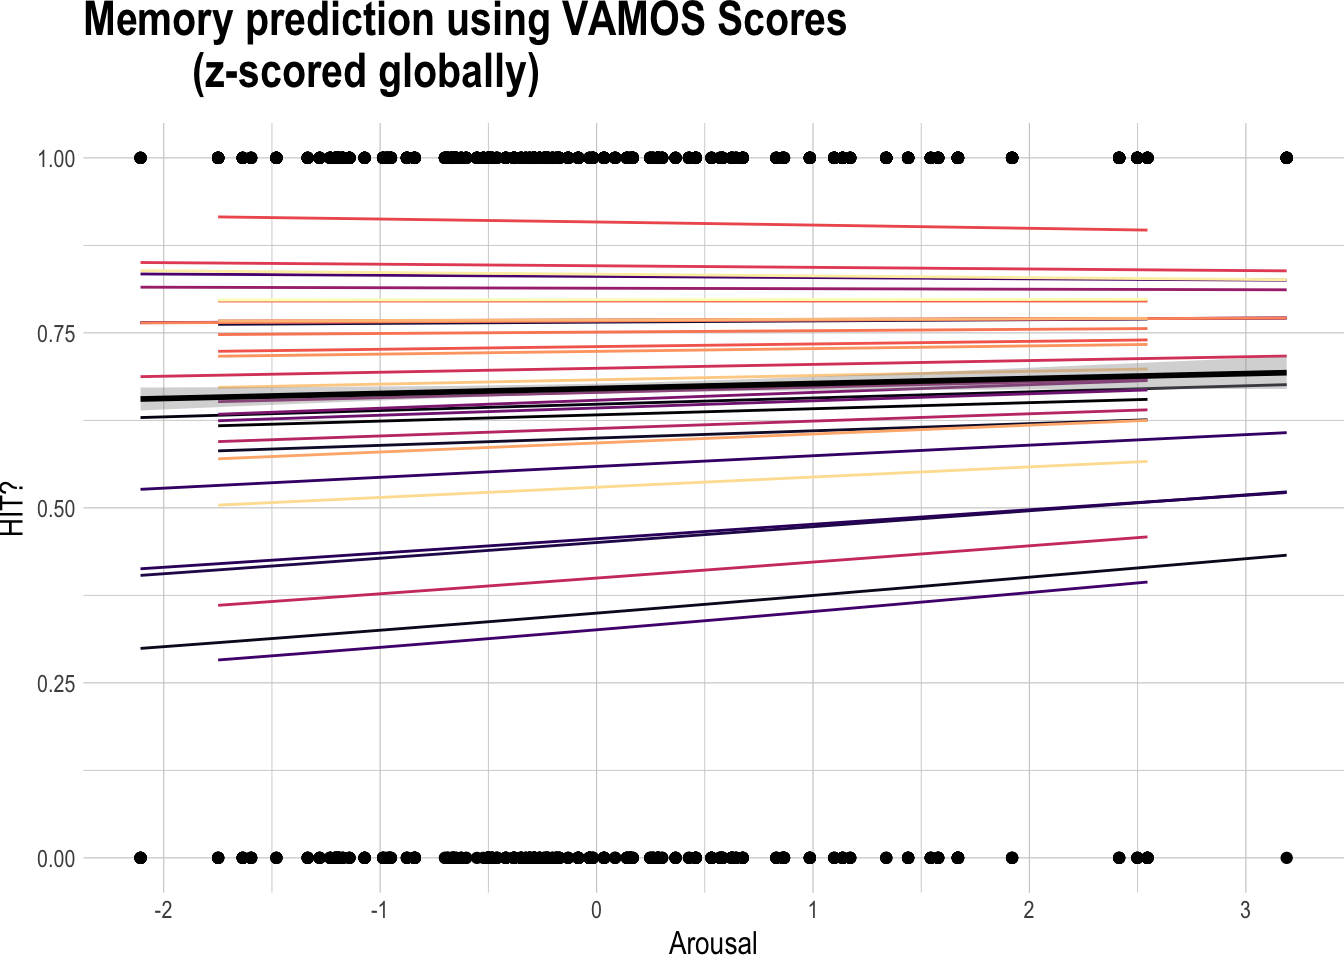 Memory prediction using VAMOS Scores
(z-scored globally)
HIT?
1.00
0.75
0.50
0.25
0.00
-2
-1
0
1
2
3
Arousal